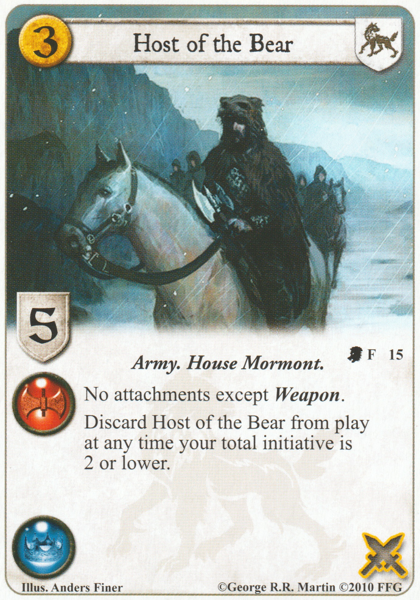 3
Host of the Bear
5
Army. House Mormont.
F 15
No attachments except Weapon.
Discard Host of the Bear from play
at any time your total initiative is
2 or lower.
Illus. Anders Finer
©George R.R. Martin ©2010 FFG